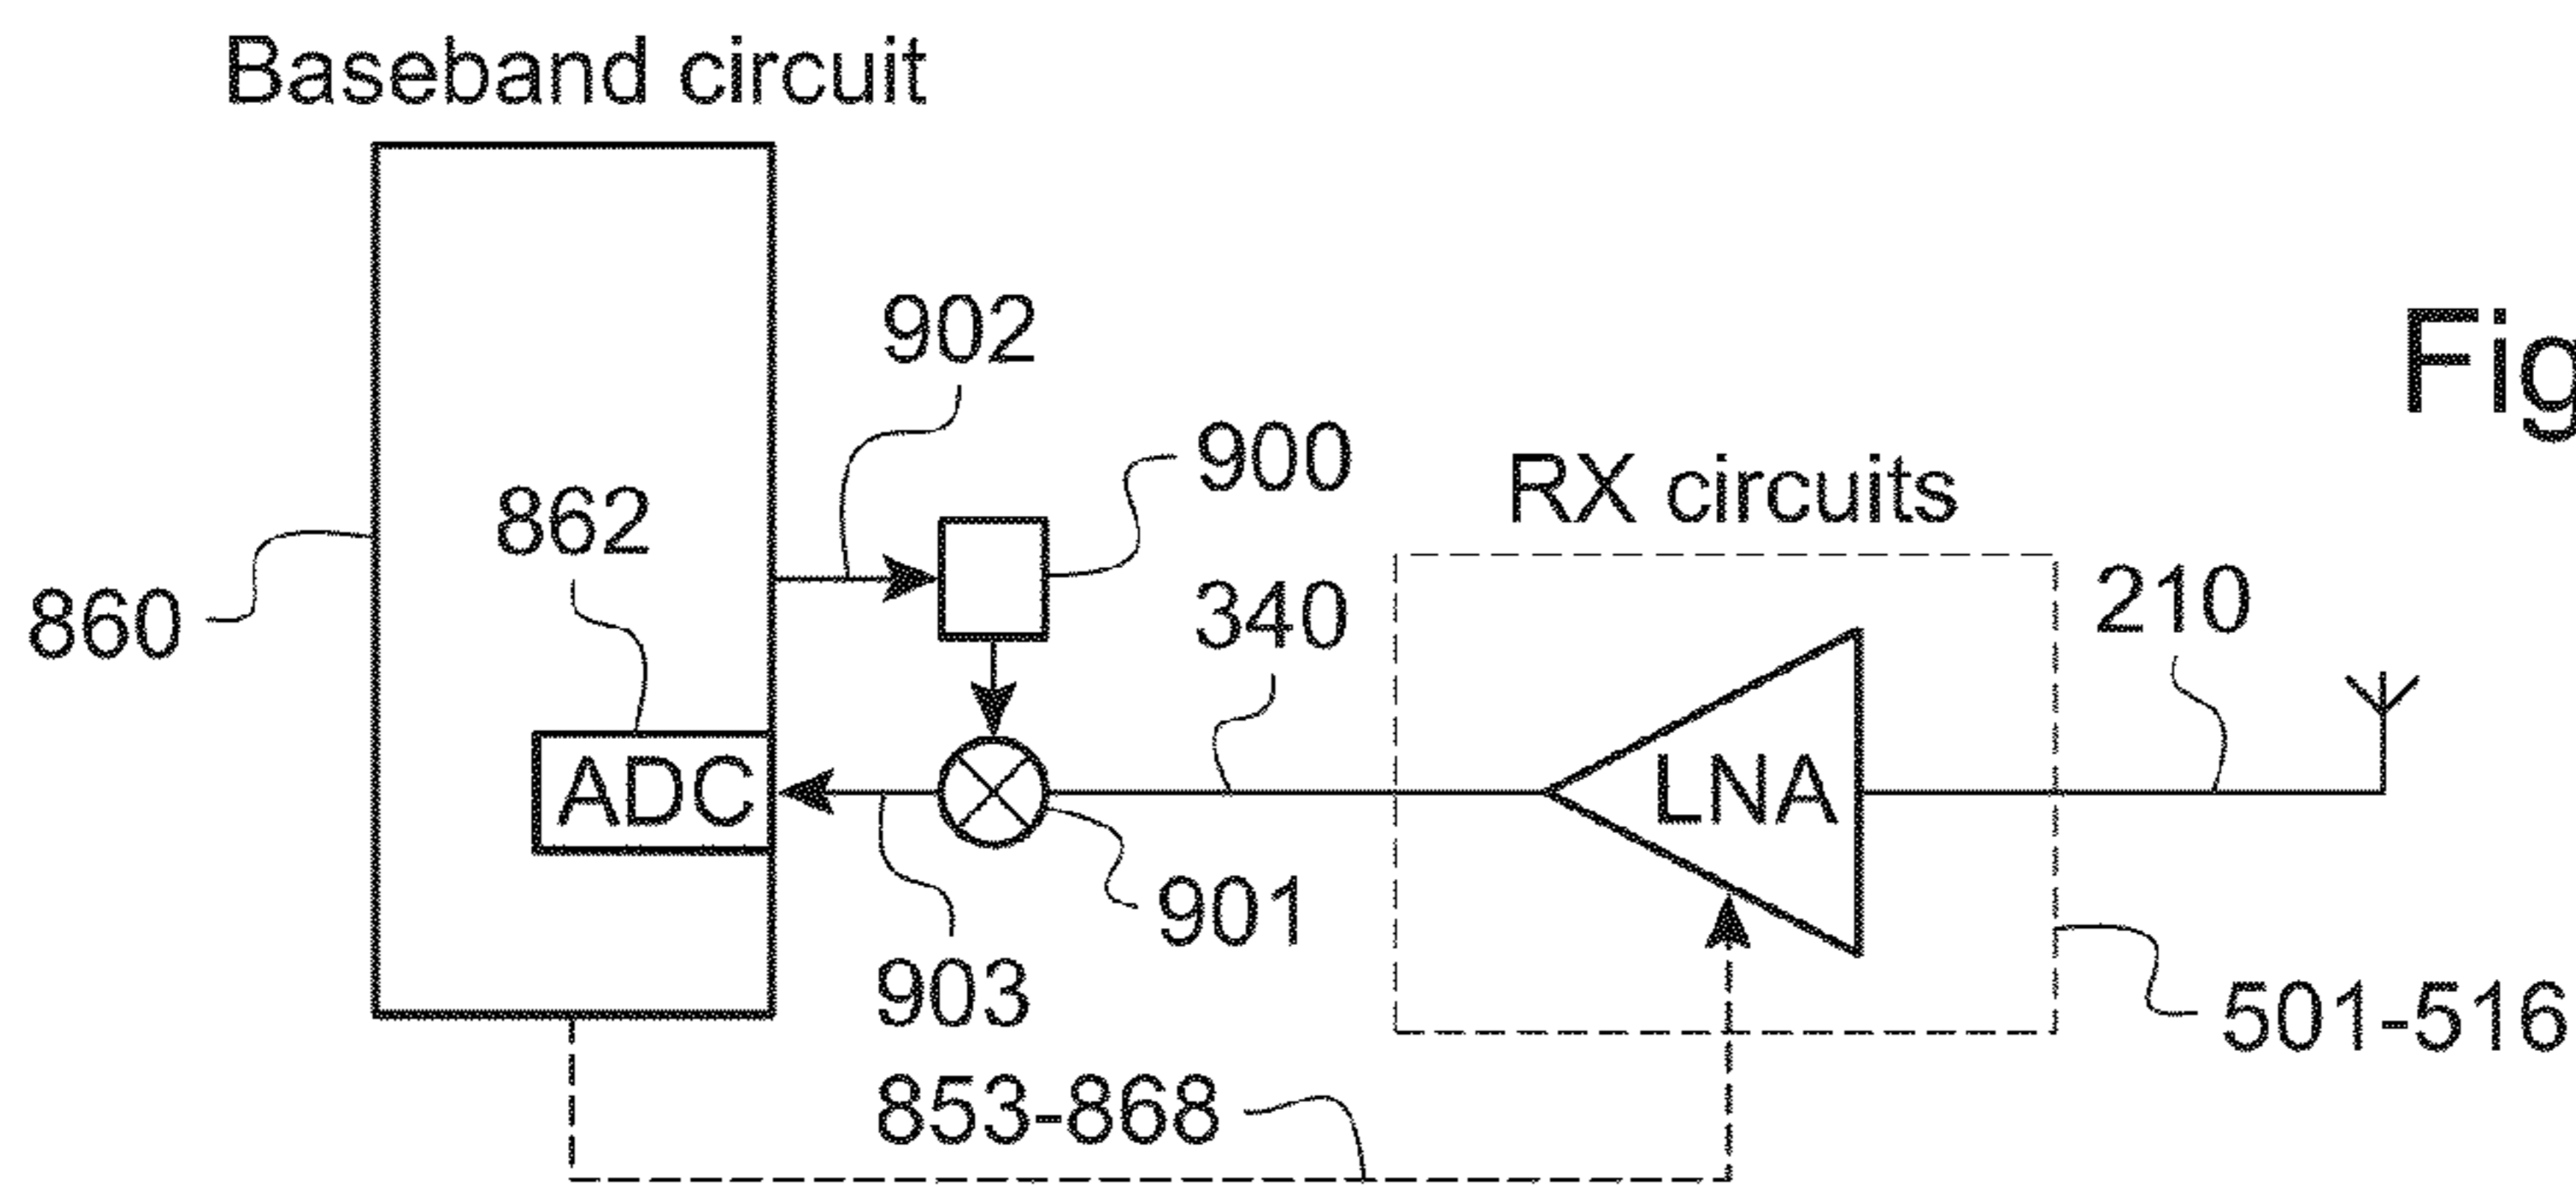 Baseband circuit
902
Fig
900
RX circuits
862
340
210
860
ADC
LNA
901
903
501-516
853-868